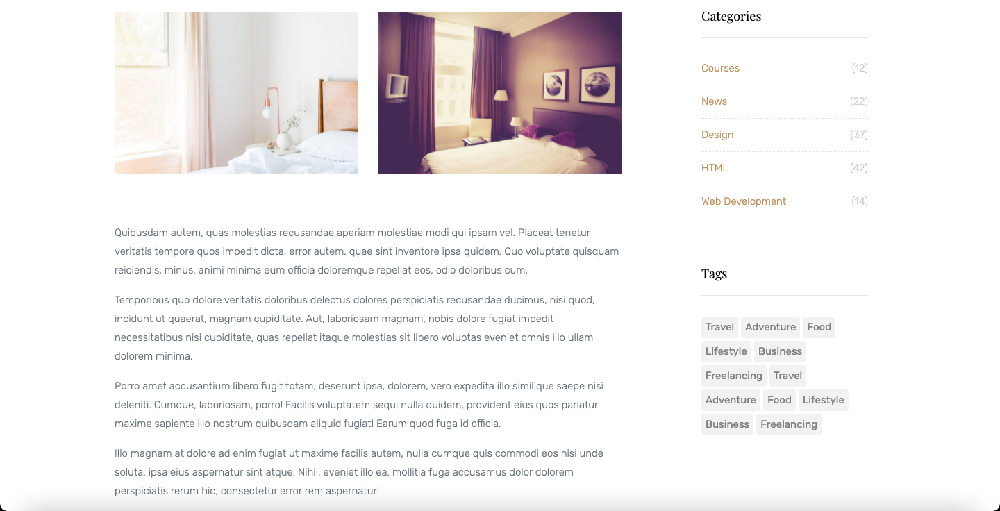 Quibusdam autem, quas molestias recusandae aperiam molestiae modi qui ipsam vel. Placeat tenetur
veritatis tempore quos impedit dicta, error autem, quae sint inventore ipsa quidem. Quo voluptate quisquam
reiciendis, minus, animi minima eum officia doloremque repellat eos, odio doloribus cum.
Temporibus quo dolore veritatis doloribus delectus dolores perspiciatis recusandae ducimus, nisi quod,
incidunt ut quaerat, magnam cupiditate. Aut, laboriosam magnam, nobis dolore fugiat impedit
necessitatibus nisi cupiditate, quas repellat itaque molestias sit libero voluptas eveniet omnis illo ullam
dolorem minima.
Porro amet accusantium libero fugit totam, deserunt ipsa, dolorem, vero expedita illo similique saepe nisi
deleniti. Cumque, laboriosam, porro! Facilis voluptatem sequi nulla quidem, provident eius quos pariatur
maxime sapiente illo nostrum quibusdam aliquid fugiat! Earum quod fuga id officia.
Illo magnam at dolore ad enim fugiat ut maxime facilis autem, nulla cumque quis commodi eos nisi unde
soluta, ipsa eius aspernatur sint atque! Nihil, eveniet illo ea, mollitia fuga accusamus dolor dolorem
perspiciatis rerum hic, consectetur error rem aspernatur!
Categories
Courses (12)
News (22)
Design (37)
HTML (42)
Web Development (14)
Tags
Travel Adventure Food
Lifestyle Business
Freelancing Travel
Adventure Food Lifestyle
Business Freelancing